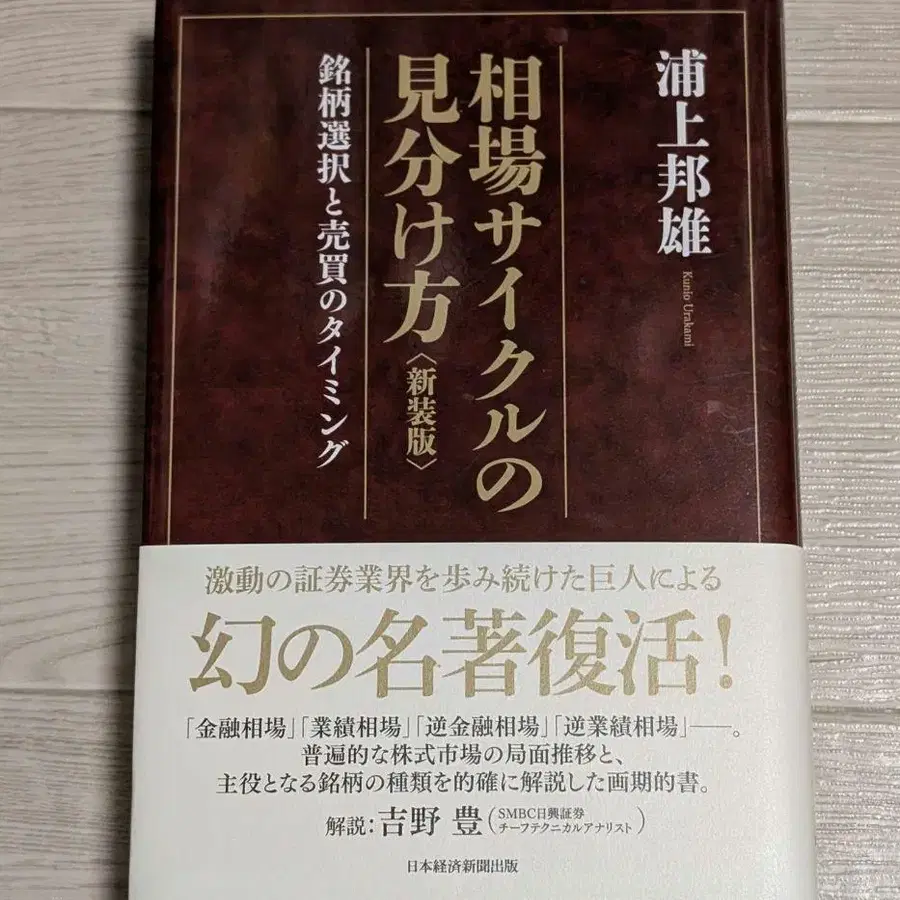 浦上邦雄
Kunio Urakami
相場サイクルの
見分け方〈新装版〉
銘柄選択と売買のタイミング
激動の証券業界を歩み続けた巨人による
幻の名著復活!
「金融相場」「業績相場」「逆金融相場」「逆業績相場」――。
普遍的な株式市場の局面推移と、
主役となる銘柄の種類を的確に解説した画期的書。
解説:吉野 豊(SMBC日興証券
チーフテクニカルアナリスト)
日本経済新聞出版